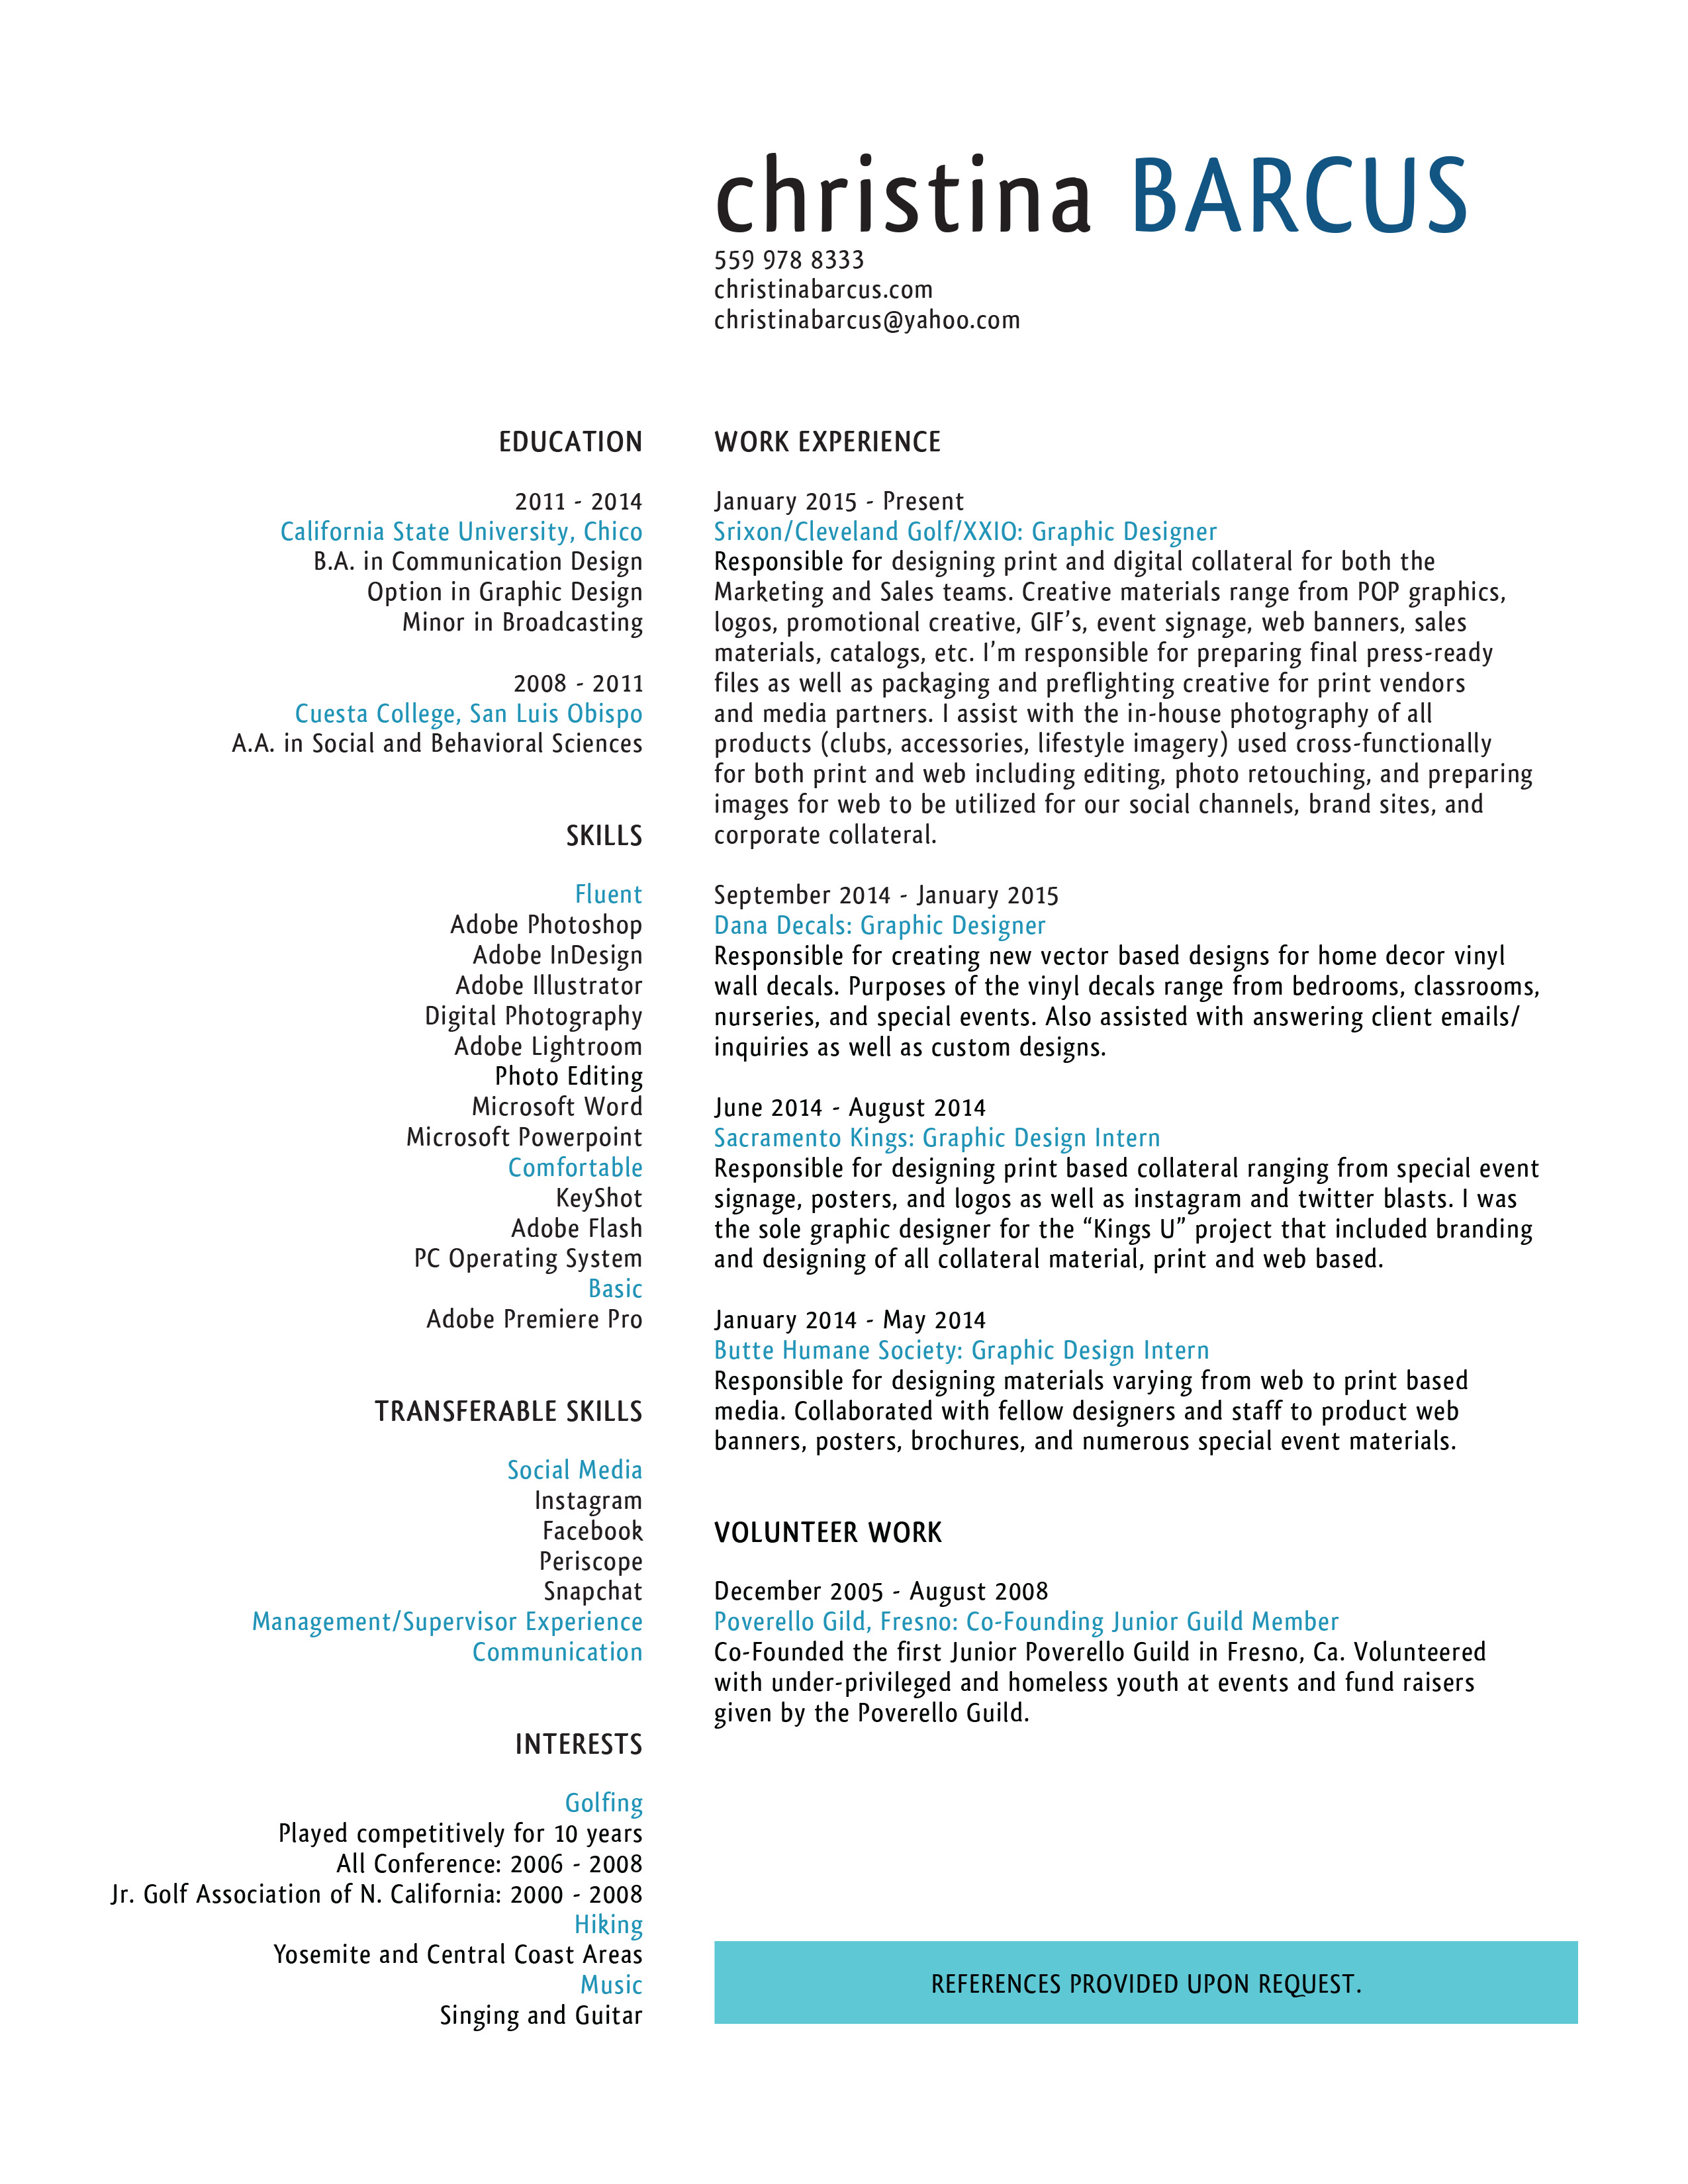 christina BARCUS
559 978 8333
christinabarcus.com
christinabarcus@yahoo.com
EDUCATION
2011 - 2014
California State University, Chico
B.A. in Communication Design
Option in Graphic Design
Minor in Broadcasting
2008 - 2011
Cuesta College, San Luis Obispo
A.A. in Social and Behavioral Sciences
SKILLS
Fluent
Adobe Photoshop
Adobe InDesign
Adobe Illustrator
Digital Photography
Adobe Lightroom
Photo Editing
Microsoft Word
Microsoft Powerpoint
Comfortable
KeyShot
Adobe Flash
PC Operating System
Basic
Adobe Premiere Pro
TRANSFERABLE SKILLS
Social Media
Instagram
Facebook
Periscope
Snapchat
Management/Supervisor Experience
Communication
INTERESTS
Golfing
Played competitively for 10 years
All Conference: 2006 - 2008
Jr. Golf Association of N. California: 2000 - 2008
Hiking
Yosemite and Central Coast Areas
Music
Singing and Guitar
WORK EXPERIENCE
January 2015 - Present
Srixon/Cleveland Golf/XXIO: Graphic Designer
Responsible for designing print and digital collateral for both the
Marketing and Sales teams. Creative materials range from POP graphics,
logos, promotional creative, GIF’s, event signage, web banners, sales
materials, catalogs, etc. I’m responsible for preparing final press-ready
files as well as packaging and preflighting creative for print vendors
and media partners. I assist with the in-house photography of all
products (clubs, accessories, lifestyle imagery) used cross-functionally
for both print and web including editing, photo retouching, and preparing
images for web to be utilized for our social channels, brand sites, and
corporate collateral.
September 2014 - January 2015
Dana Decals: Graphic Designer
Responsible for creating new vector based designs for home decor vinyl
wall decals. Purposes of the vinyl decals range from bedrooms, classrooms,
nurseries, and special events. Also assisted with answering client emails/
inquiries as well as custom designs.
June 2014 - August 2014
Sacramento Kings: Graphic Design Intern
Responsible for designing print based collateral ranging from special event
signage, posters, and logos as well as instagram and twitter blasts. I was
the sole graphic designer for the “Kings U” project that included branding
and designing of all collateral material, print and web based.
January 2014 - May 2014
Butte Humane Society: Graphic Design Intern
Responsible for designing materials varying from web to print based
media. Collaborated with fellow designers and staff to product web
banners, posters, brochures, and numerous special event materials.
VOLUNTEER WORK
December 2005 - August 2008
Poverello Gild, Fresno: Co-Founding Junior Guild Member
Co-Founded the first Junior Poverello Guild in Fresno, Ca. Volunteered
with under-privileged and homeless youth at events and fund raisers
given by the Poverello Guild.
REFERENCES PROVIDED UPON REQUEST.